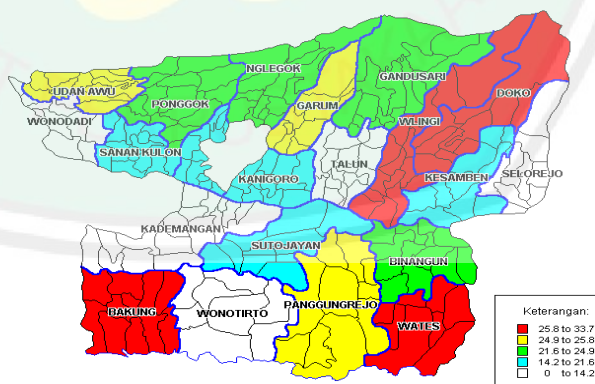 NGLEGOK
GANDUSARI
UDAN AWU
PONGGOK
GARUM
DOKO
WONODADI
WLINGI
SANAN KULON
TALUN
KANIGORO
KESAMBEN
SELOREJO
KADEMANGAN
SUTOJAYAN
BINANGUN
BAKUNG
WONOTIRTO
PANGGUNGREJO
WATES
Keterangan:
25.8 to 33.7
24.9 to 25.8
21.6 to 24.9
14.2 to 21.6
0 to 14.2